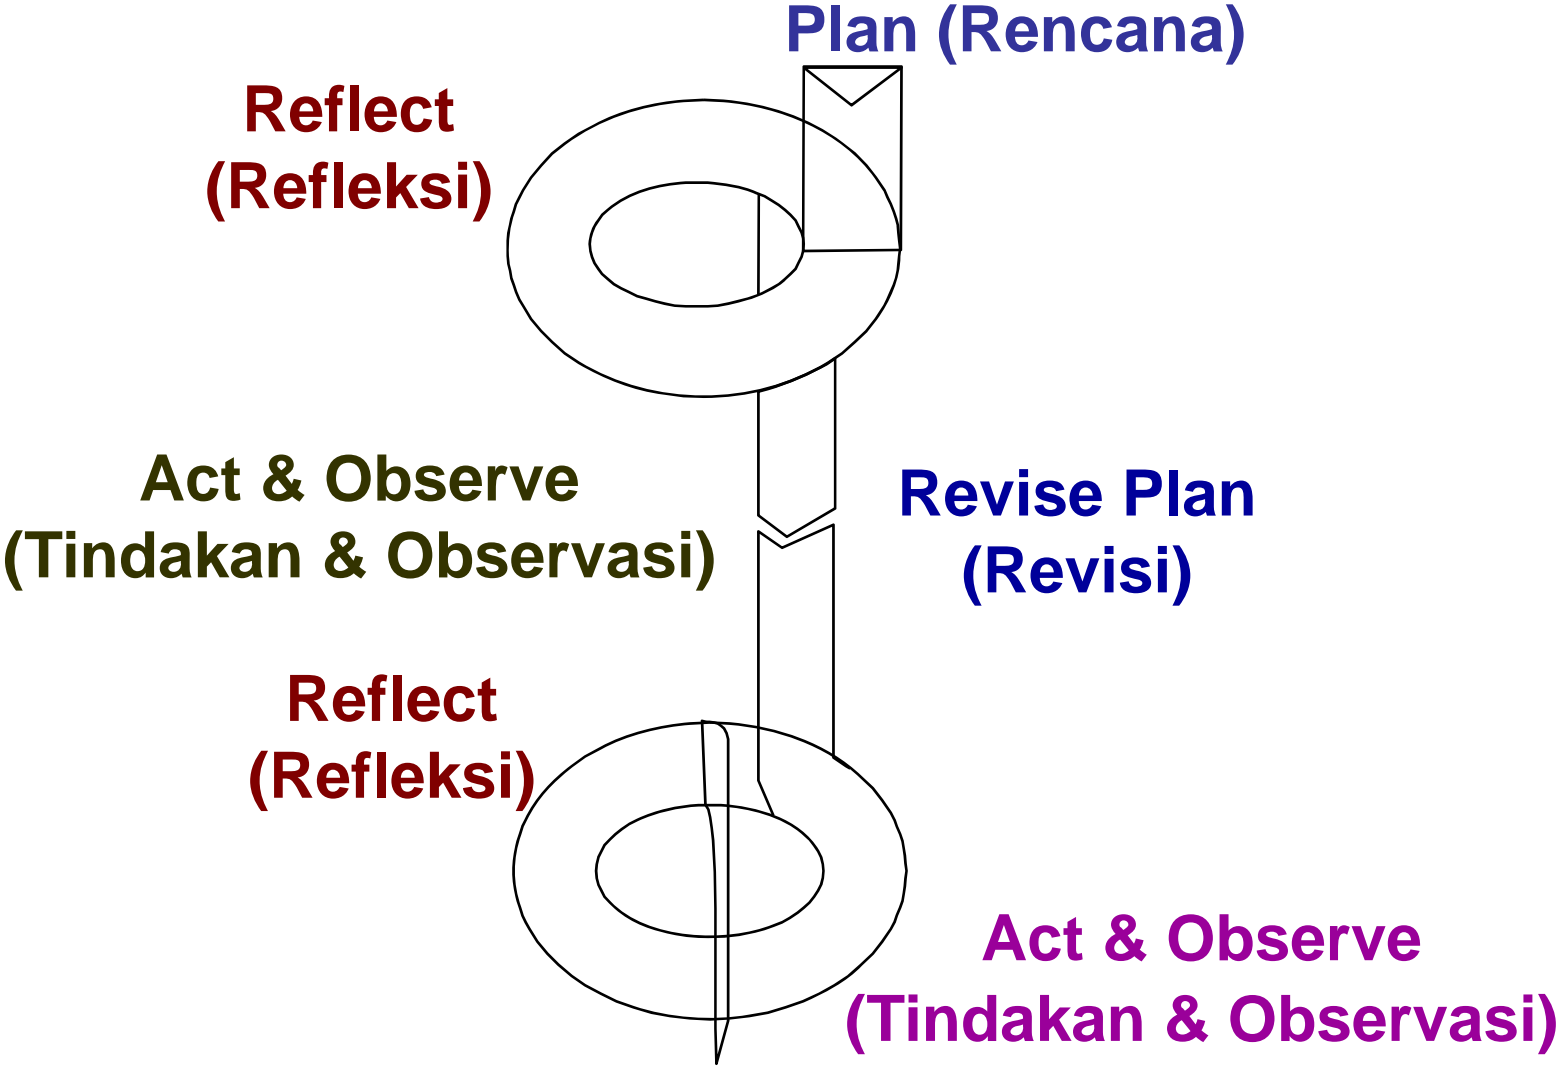 Plan (Rencana)
Reflect
(Refleksi)
Act & Observe
(Tindakan & Observasi)
Revise Plan
(Revisi)
Reflect
(Refleksi)
Act & Observe
(Tindakan & Observasi)